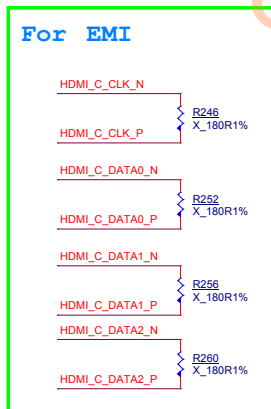 For EMI
HDMI_C_CLK_N
R246
X_180R1%
HDMI_C_CLK_P
HDMI_C_DATA0_N
R252
X_180R1%
HDMI_C_DATA0_P
HDMI_C_DATA1_N
R256
X_180R1%
HDMI_C_DATA1_P
HDMI_C_DATA2_N
R260
X_180R1%
HDMI_C_DATA2_P